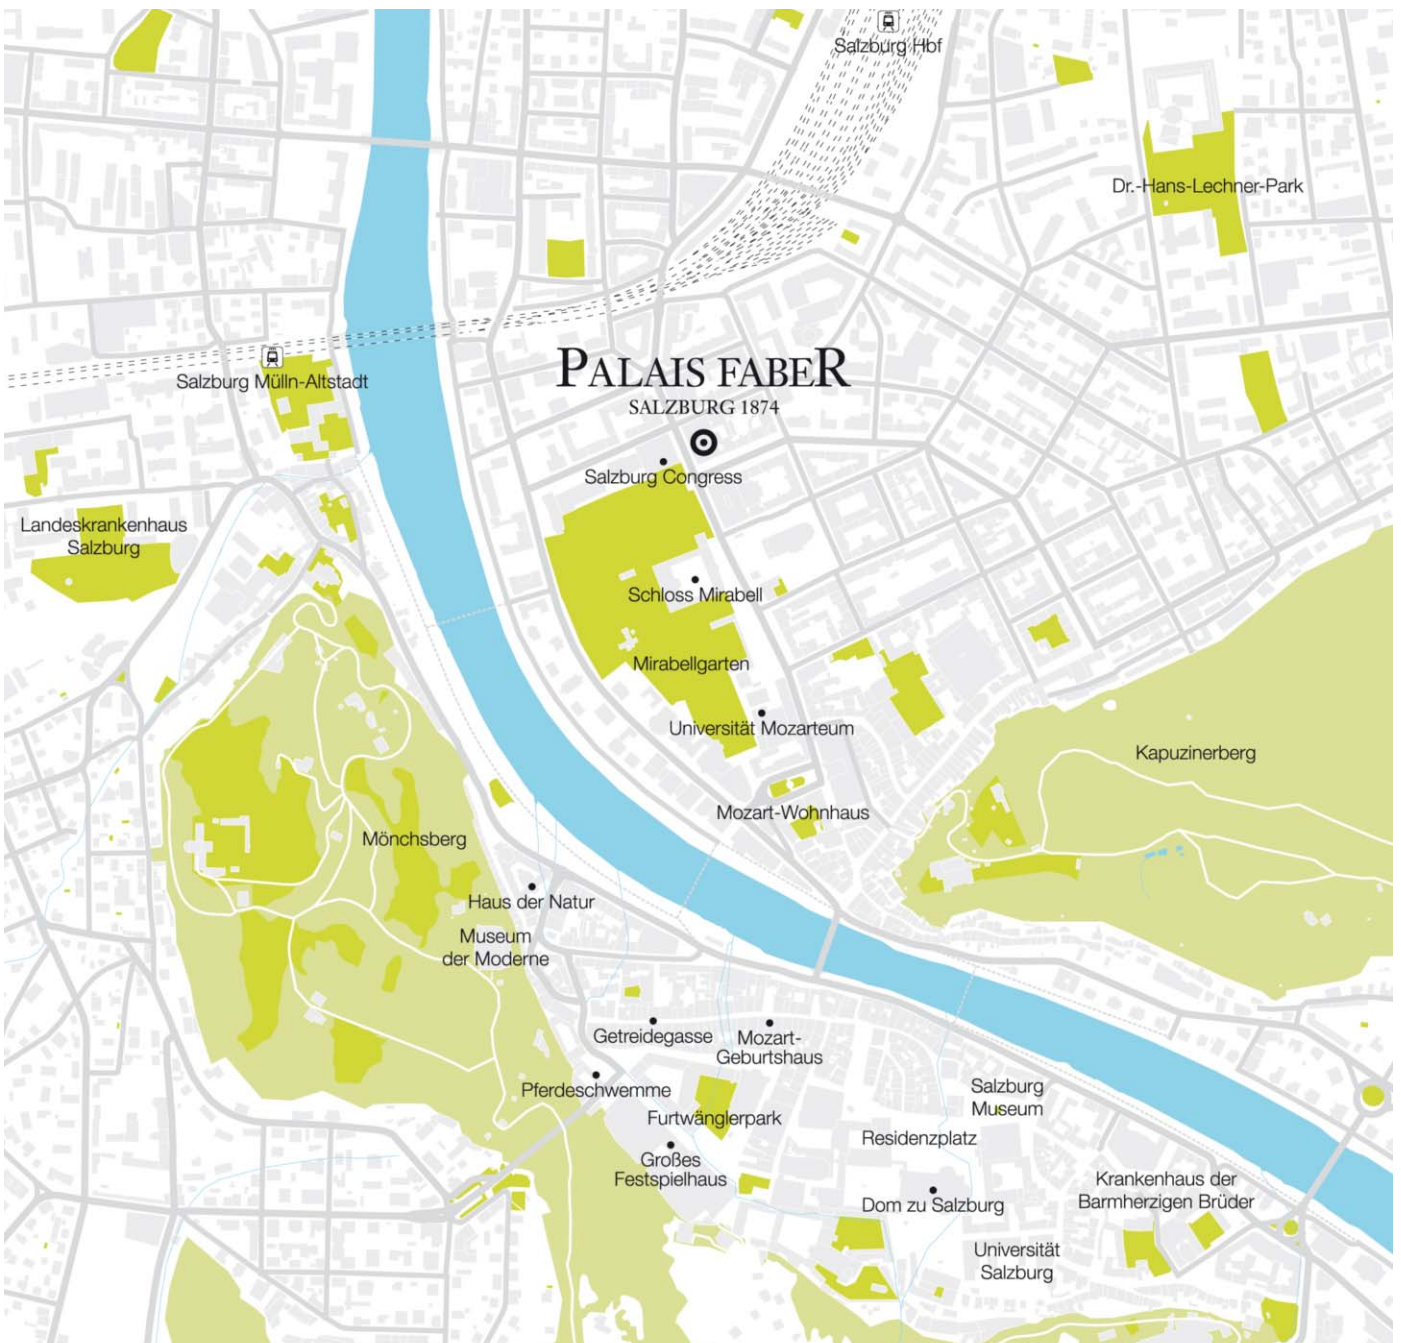 Salzburg Hbf
Dr.-Hans-Lechner-Park
PALAIS FABER
SALZBURG 1874
Salzburg Mülln-Altstadt
Salzburg Congress
Landeskrankenhaus
Salzburg
Schloss Mirabell
Mirabellgarten
Universität Mozarteum
Kapuzinerberg
Mozart-Wohnhaus
Mönchsberg
Haus der Natur
Museum
der Moderne
Getreidegasse
Mozart-
Geburtshaus
Pferdeschwemme
Salzburg
Museum
Furtwänglerpark
Residenzplatz
Großes
Festspielhaus
Krankenhaus der
Barmherzigen Brüder
Dom zu Salzburg
Universität
Salzburg